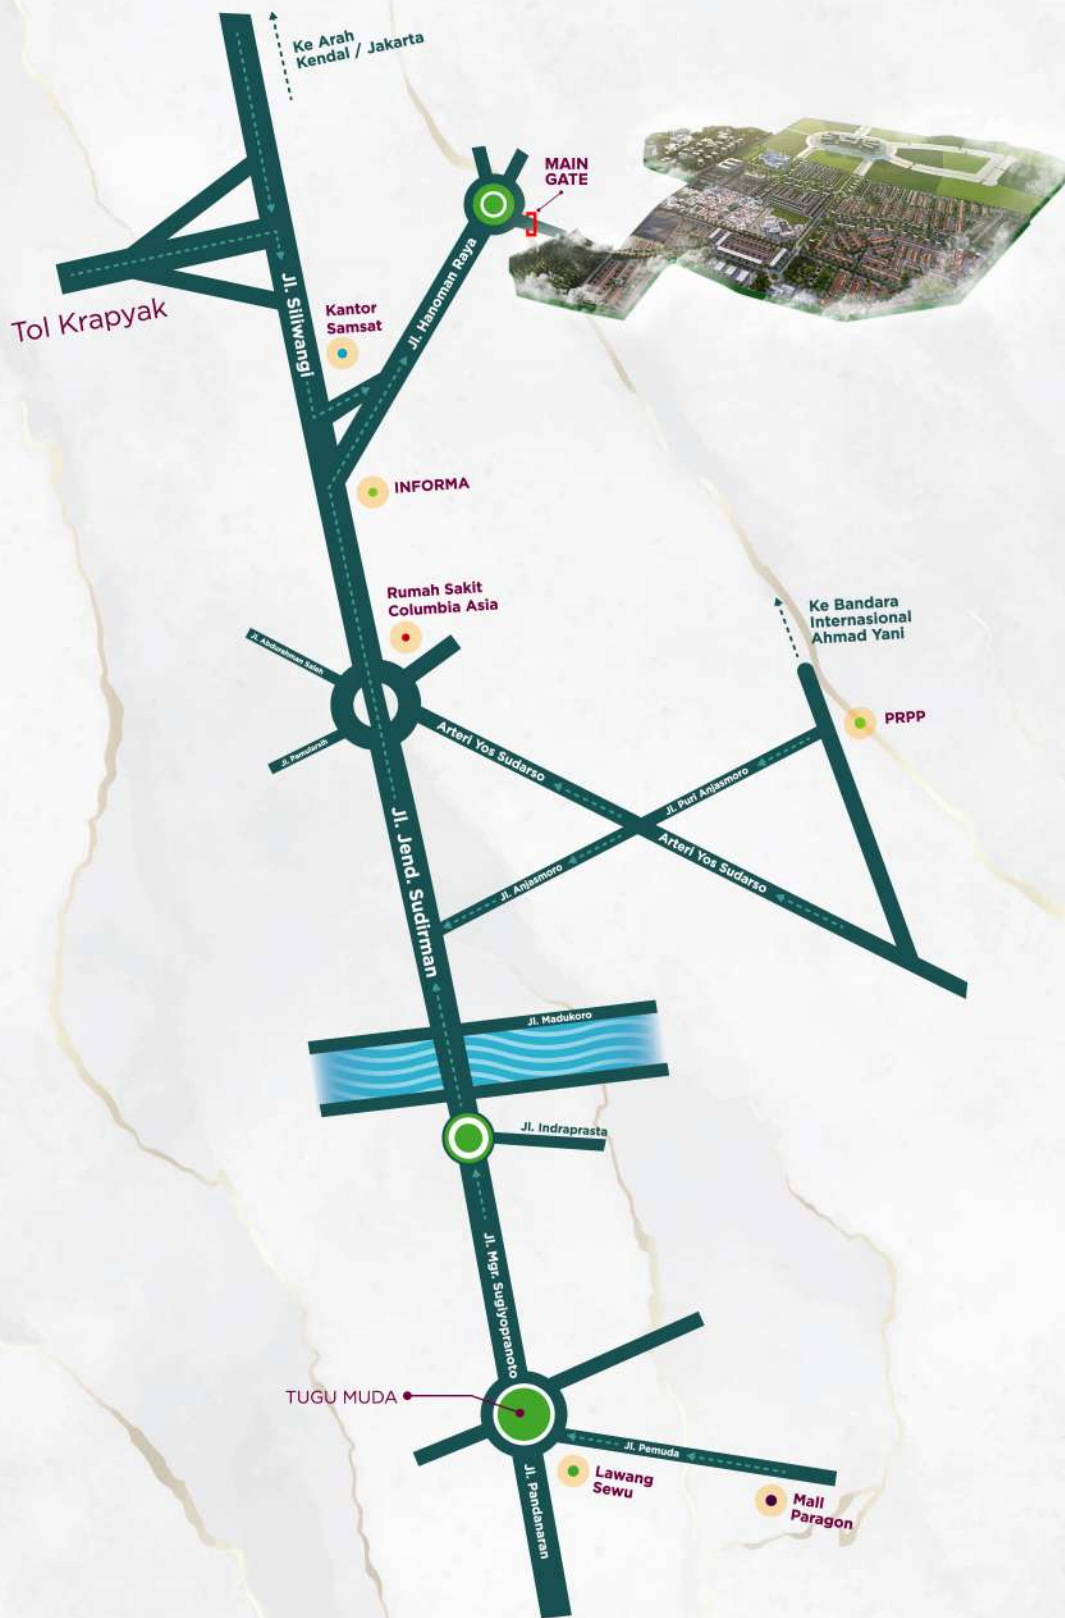 Ke Arah
Kendal / Jakarta
MAIN
GATE
Jl. Hanoman Raya
Jl. Siliwangi
Tol Krapyak
Kantor
Samsat
INFORMA
Rumah Sakit
Columbia Asia
Ke Bandara
Internasional
Ahmad Yani
Jl. Abdurahman Saleh
PRPP
Arteri Yos Sudarso
Jl. Pamularsih
Jl. Puri Anjasmoro
Jl. Jend. Sudirman
Arteri Yos Sudarso
Jl. Anjasmoro
Jl. Madukoro
Jl. Indraprasta
Jl. Mgr. Sugiyopranoto
TUGU MUDA
Jl. Pemuda
Jl. Pandanaran
Lawang
Sewu
Mall
Paragon